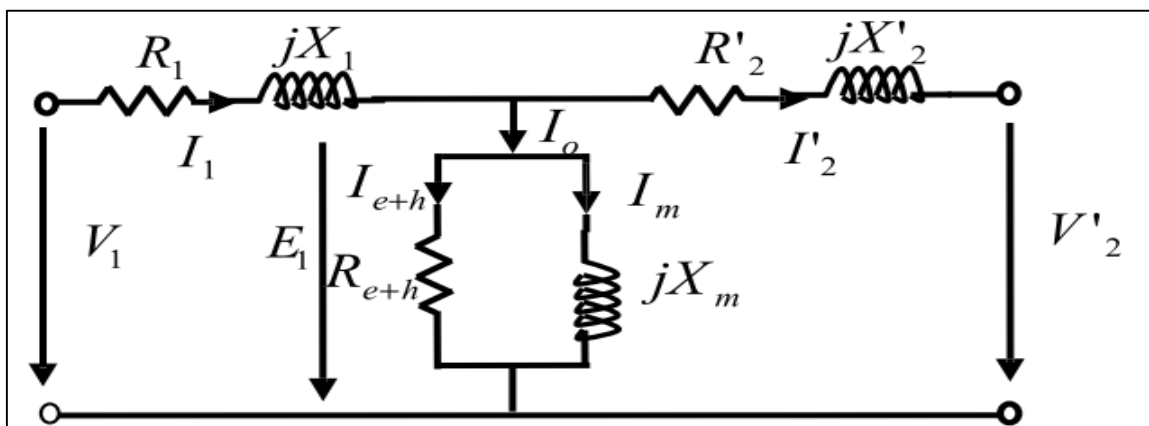 R₁
jX₁
R'₂
jX'₂
I₁
Iₒ
I'₂
Iₑ₊ₕ
Iₘ
V₁
E₁
Rₑ₊ₕ
jXₘ
V'₂